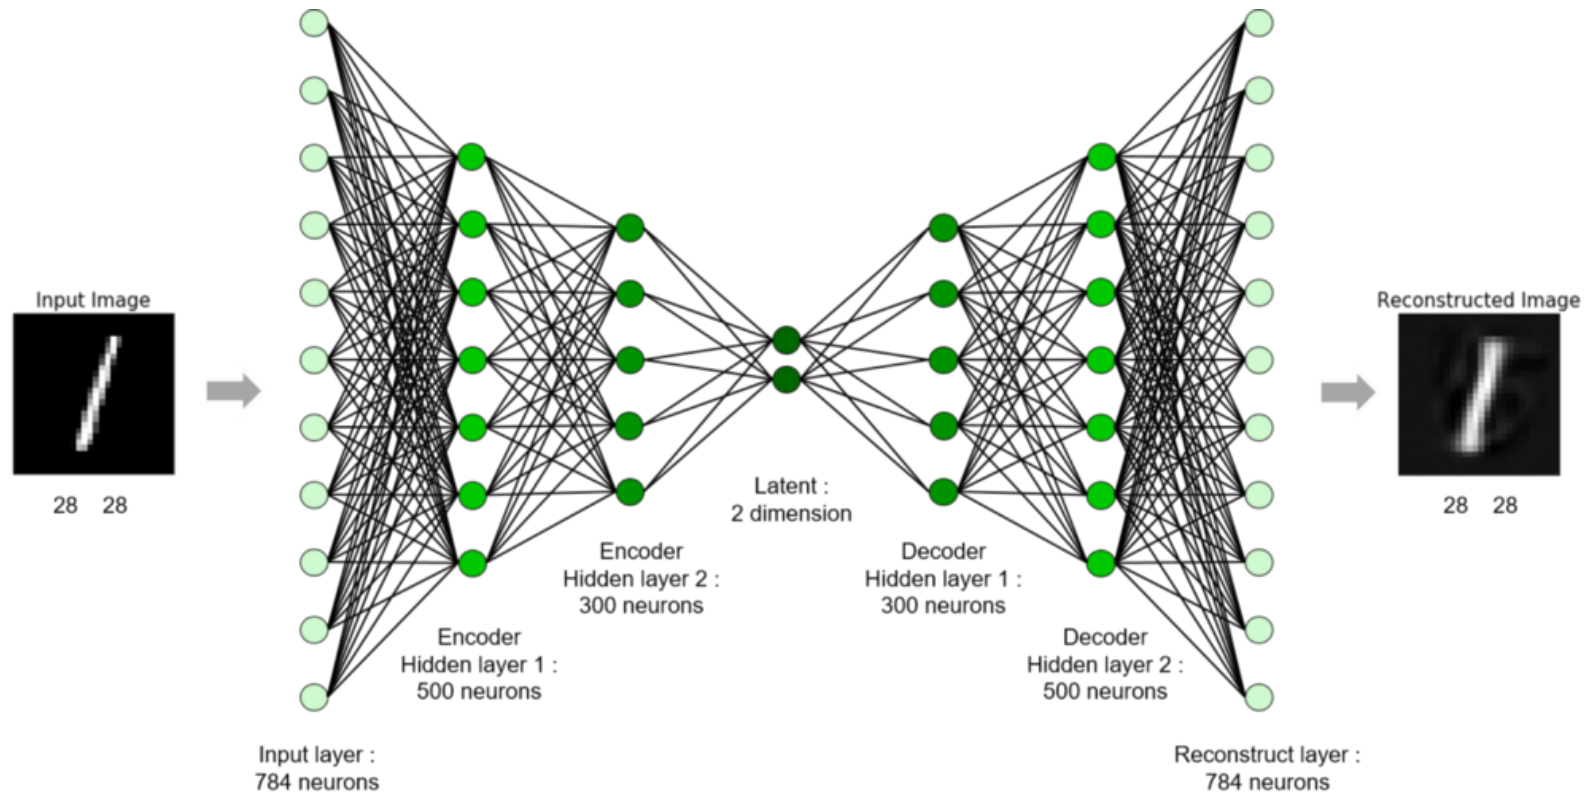 Input Image
28 28
Input layer :
784 neurons
Encoder
Hidden layer 1 :
500 neurons
Encoder
Hidden layer 2 :
300 neurons
Latent :
2 dimension
Decoder
Hidden layer 1 :
300 neurons
Decoder
Hidden layer 2 :
500 neurons
Reconstruct layer :
784 neurons
Reconstructed Image
28 28